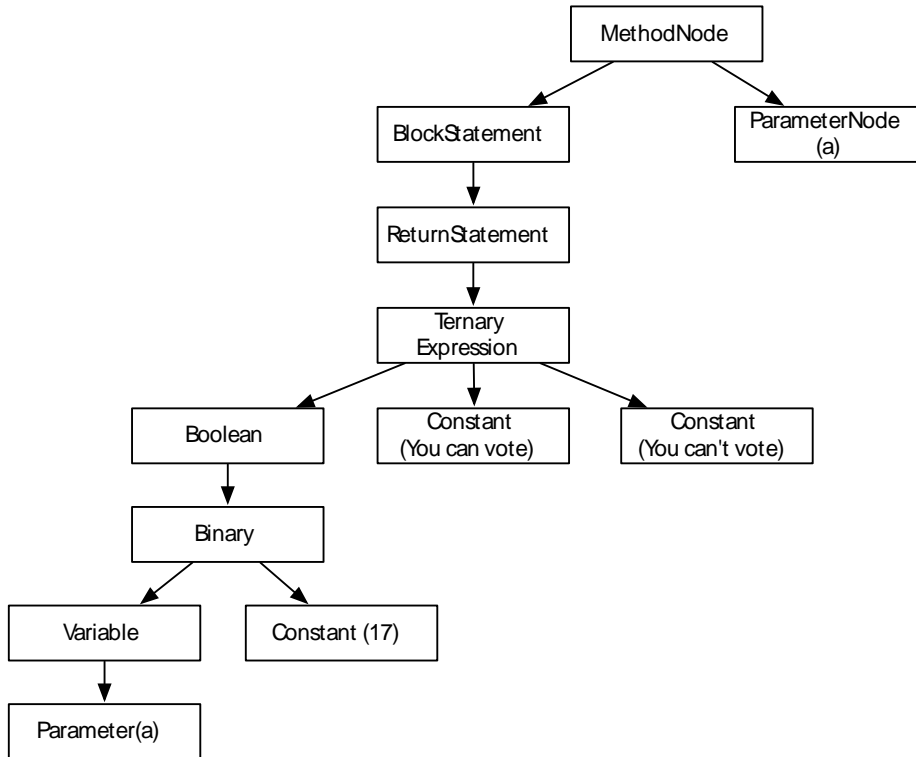 MethodNode
BlockStatement
ParameterNode
(a)
ReturnStatement
Ternary
Expression
Boolean
Constant
(You can vote)
Constant
(You can't vote)
Binary
Variable
Constant (17)
Parameter(a)